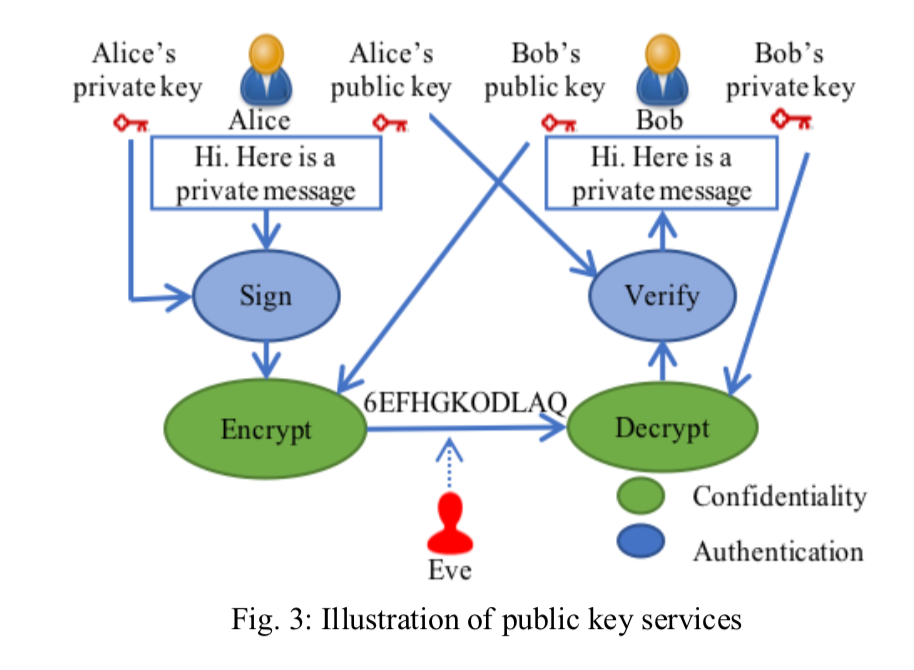 Alice's
private key
Alice
Alice's
public key
Bob's
public key
Bob
Bob's
private key
Hi. Here is a
private message
Hi. Here is a
private message
Sign
Verify
Encrypt
6EFHGKODLAQ
Decrypt
Eve
Confidentiality
Authentication
Fig. 3: Illustration of public key services